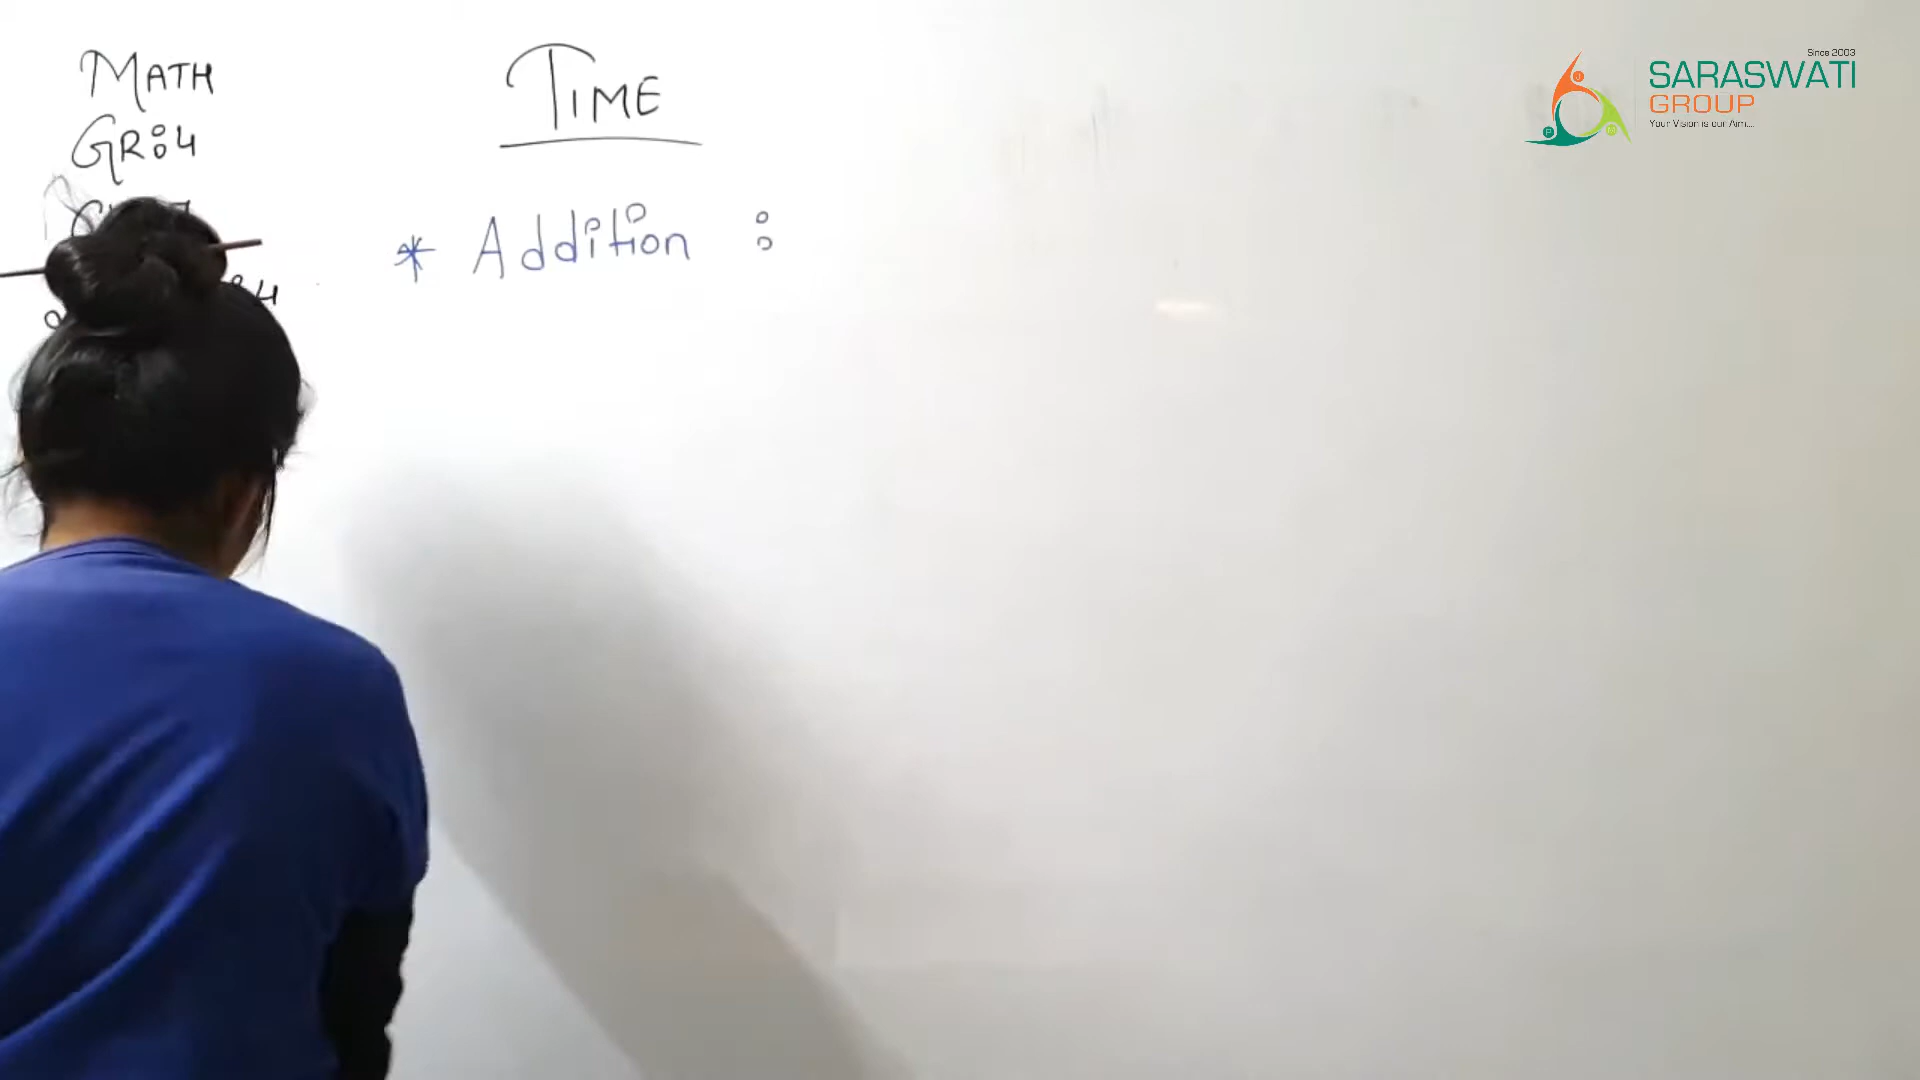 MATH
GR:4
TIME
* Addition :
Since 2003
SARASWATI
GROUP
Your Vision is our Aim....